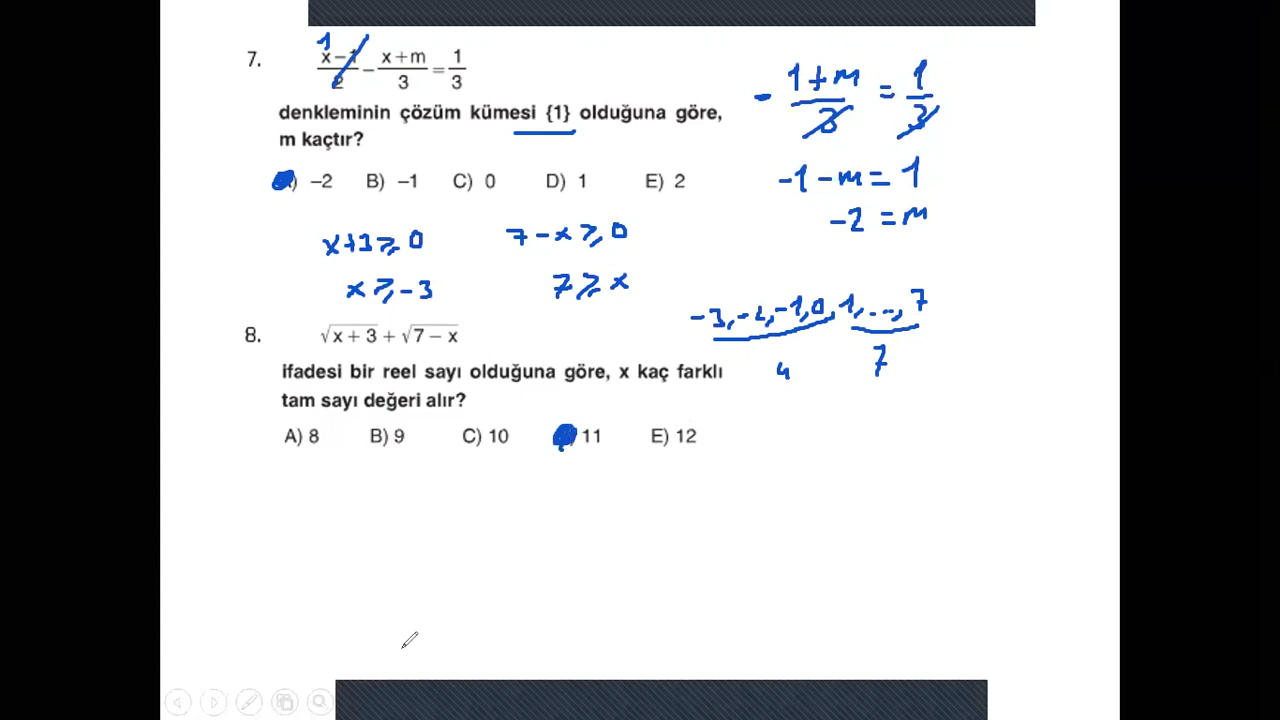 7. x−1/2 − x+m/3 = 1/3
1
denkleminin çözüm kümesi {1} olduğuna göre,
m kaçtır?
A) −2 B) −1 C) 0 D) 1 E) 2
- 1+m/3 = 1/3
-1-m = 1
-2 = m
x+3 ≥ 0 7-x ≥ 0
x ≥ -3 7 ≥ x
-3,-2,-1,0,1,...,7
4 7
8. √x + 3 + √7 − x
ifadesi bir reel sayı olduğuna göre, x kaç farklı
tam sayı değeri alır?
A) 8 B) 9 C) 10 11 E) 12